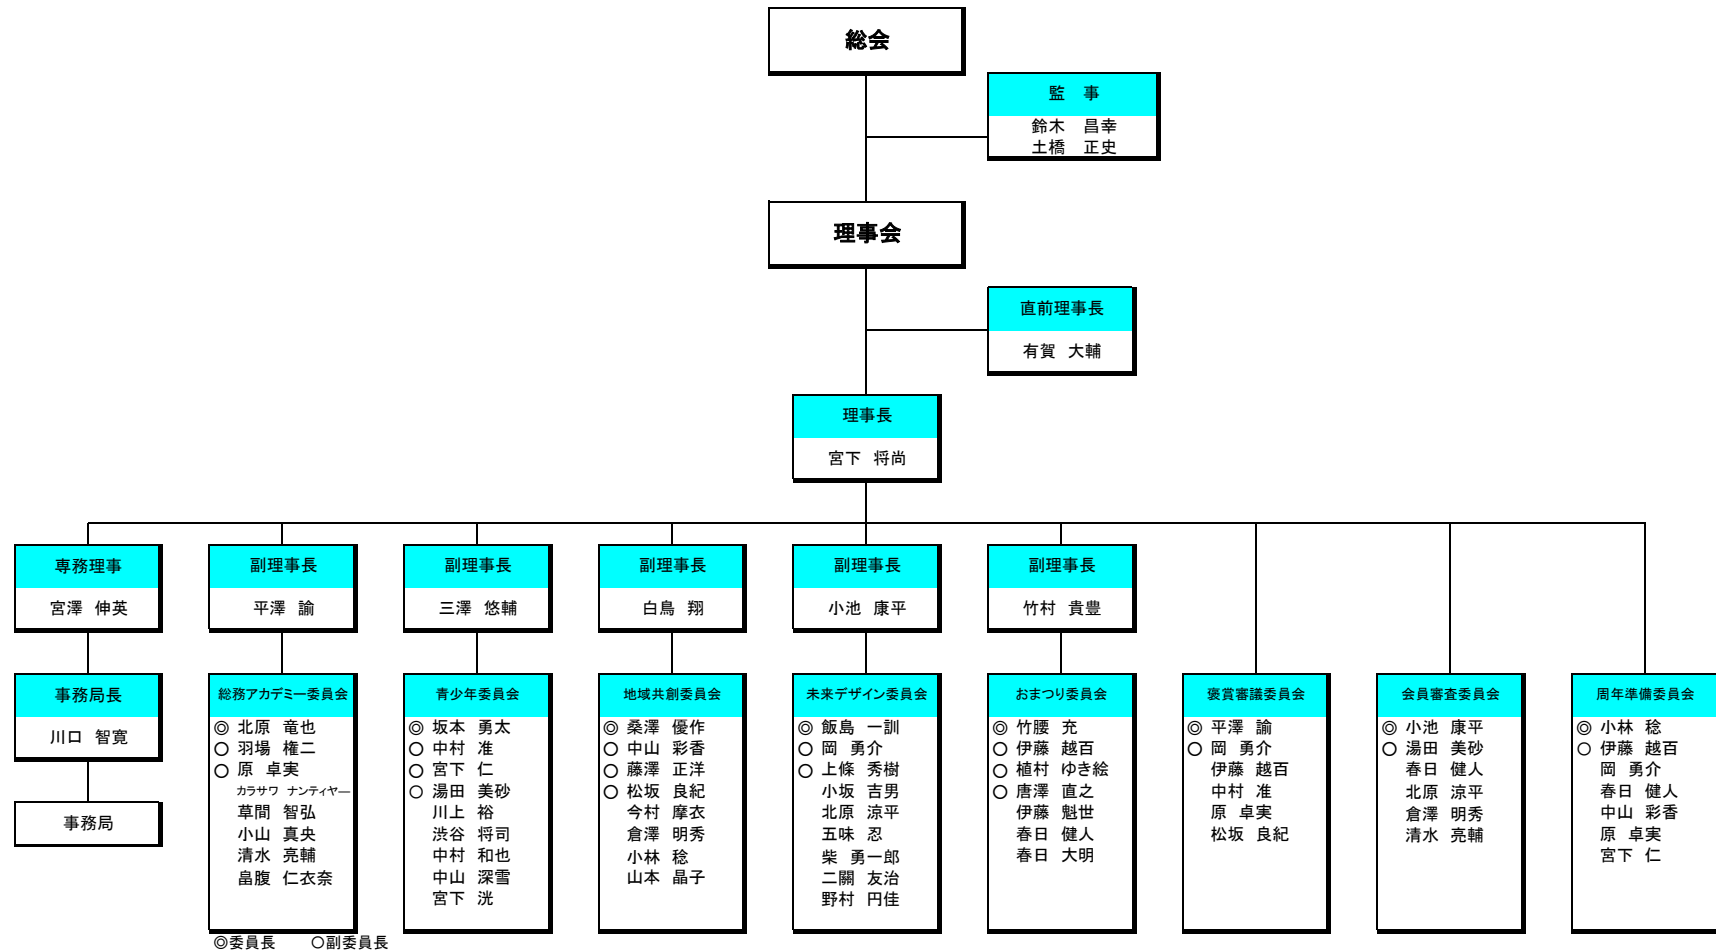 総会
監　事
鈴木　昌幸
土橋　正史
理事会
直前理事長
有賀 大輔
理事長
宮下 将尚
専務理事
宮澤 伸英
副理事長
平澤 諭
副理事長
三澤 悠輔
副理事長
白鳥 翔
副理事長
小池 康平
副理事長
竹村 貴豊
事務局長
川口 智寛
事務局
総務アカデミー委員会
◎ 北原 竜也
○ 羽場 権二
○ 原 卓実
カラサワ ナンティヤー
草間 智弘
小山 真央
清水 亮輔
畠腹 仁衣奈
青少年委員会
◎ 坂本 勇太
○ 中村 准
○ 宮下 仁
○ 湯田 美砂
川上 裕
渋谷 将司
中村 和也
中山 深雪
宮下 洸
地域共創委員会
◎ 桑澤 優作
○ 中山 彩香
○ 藤澤 正洋
○ 松坂 良紀
今村 摩衣
倉澤 明秀
小林 稔
山本 晶子
未来デザイン委員会
◎ 飯島 一訓
○ 岡 勇介
○ 上條 秀樹
小坂 吉男
北原 涼平
五味 忍
柴 勇一郎
二關 友治
野村 円佳
おまつり委員会
◎ 竹腰 充
○ 伊藤 越百
○ 植村 ゆき絵
○ 唐澤 直之
伊藤 魁世
春日 健人
春日 大明
褒賞審議委員会
◎ 平澤 諭
○ 岡 勇介
伊藤 越百
中村 准
原 卓実
松坂 良紀
会員審査委員会
◎ 小池 康平
○ 湯田 美砂
春日 健人
北原 涼平
倉澤 明秀
清水 亮輔
周年準備委員会
◎ 小林 稔
○ 伊藤 越百
岡 勇介
春日 健人
中山 彩香
原 卓実
宮下 仁
◎委員長　　○副委員長